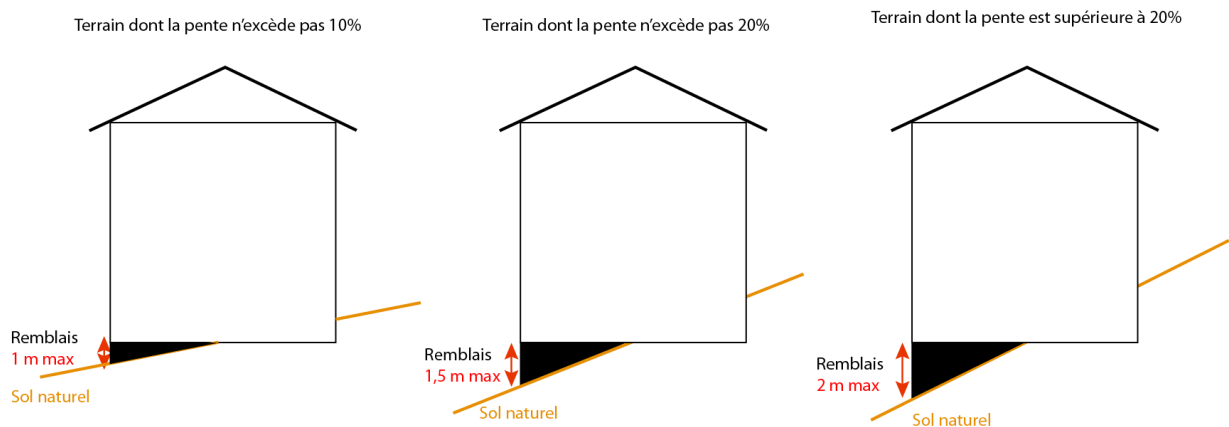 Terrain dont la pente n’excède pas 10%
Remblais
1 m max
Sol naturel
Terrain dont la pente n’excède pas 20%
Remblais
1,5 m max
Sol naturel
Terrain dont la pente est supérieure à 20%
Remblais
2 m max
Sol naturel